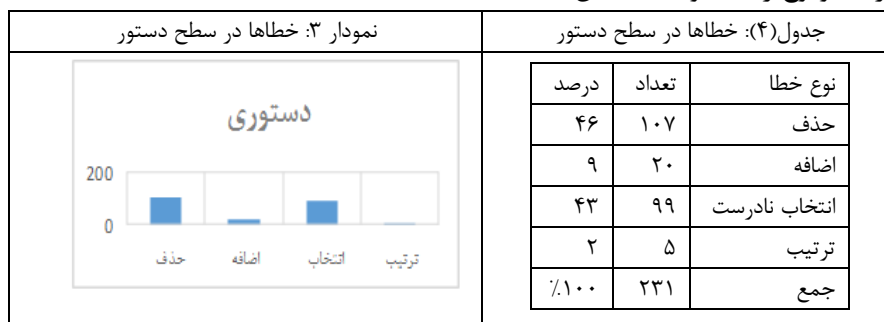 جدول(۴): خطاها در سطح دستور
نمودار ۳: خطاها در سطح دستور
نوع خطا تعداد درصد
حذف ۱۰۷ ۴۶
اضافه ۲۰ ۹
انتخاب نادرست ۹۹ ۴۳
ترتیب ۵ ۲
جمع ۲۳۱ ٪۱۰۰
دستوری
200
0
حذف اضافه انتخاب ترتیب